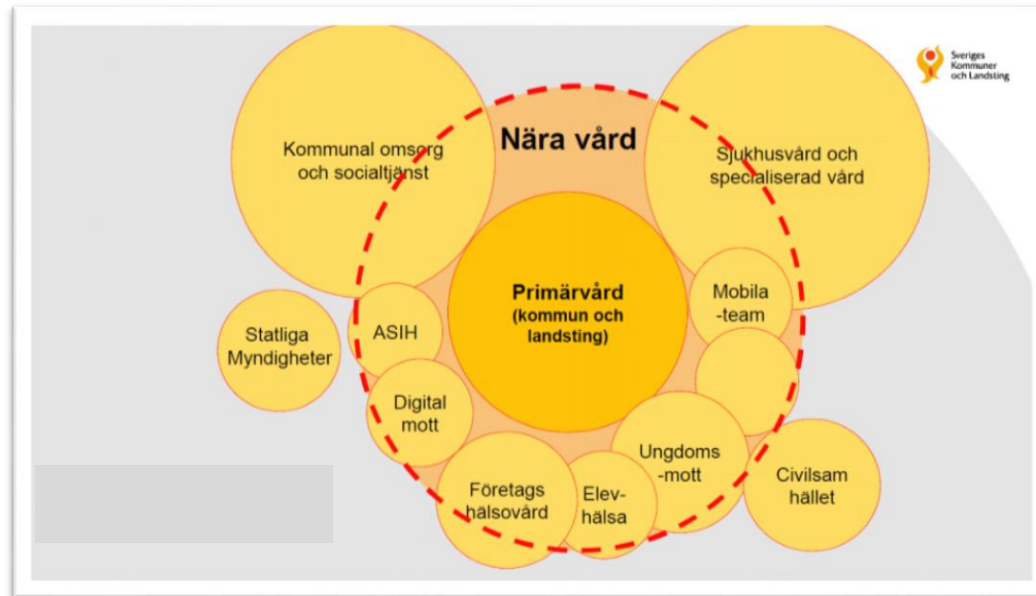 Sveriges
Kommuner
och Landsting
Nära vård
Kommunal omsorg
och socialtjänst
Sjukhusvård och
specialiserad vård
Primärvård
(kommun och
landsting)
Mobila
-team
Statliga
Myndigheter
ASIH
Digital
mott
Ungdoms
-mott
Företags
hälsovård
Elev-
hälsa
Civilsam
hället